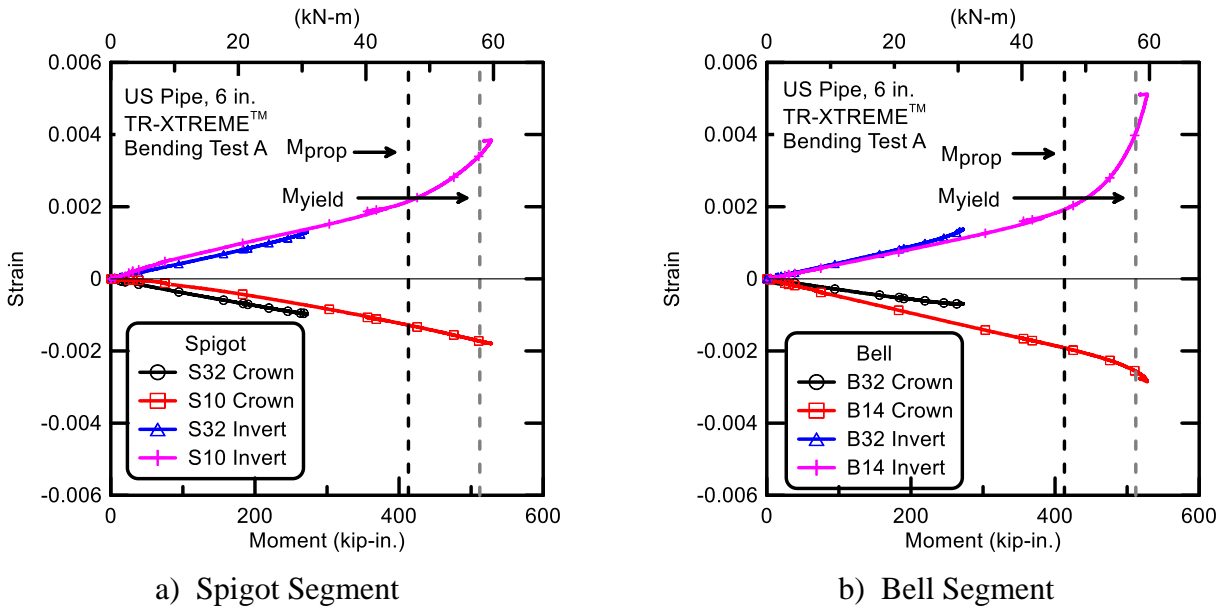 (kN-m)
0 20 40 60
0.006
0.004
0.002
0
-0.002
-0.004
-0.006
Strain
US Pipe, 6 in.
TR-XTREME™
Bending Test A
Mprop
Myield
Spigot
S32 Crown
S10 Crown
S32 Invert
S10 Invert
0 200 400 600
Moment (kip-in.)
a) Spigot Segment
(kN-m)
0 20 40 60
0.006
0.004
0.002
0
-0.002
-0.004
-0.006
Strain
US Pipe, 6 in.
TR-XTREME™
Bending Test A
Mprop
Myield
Bell
B32 Crown
B14 Crown
B32 Invert
B14 Invert
0 200 400 600
Moment (kip-in.)
b) Bell Segment